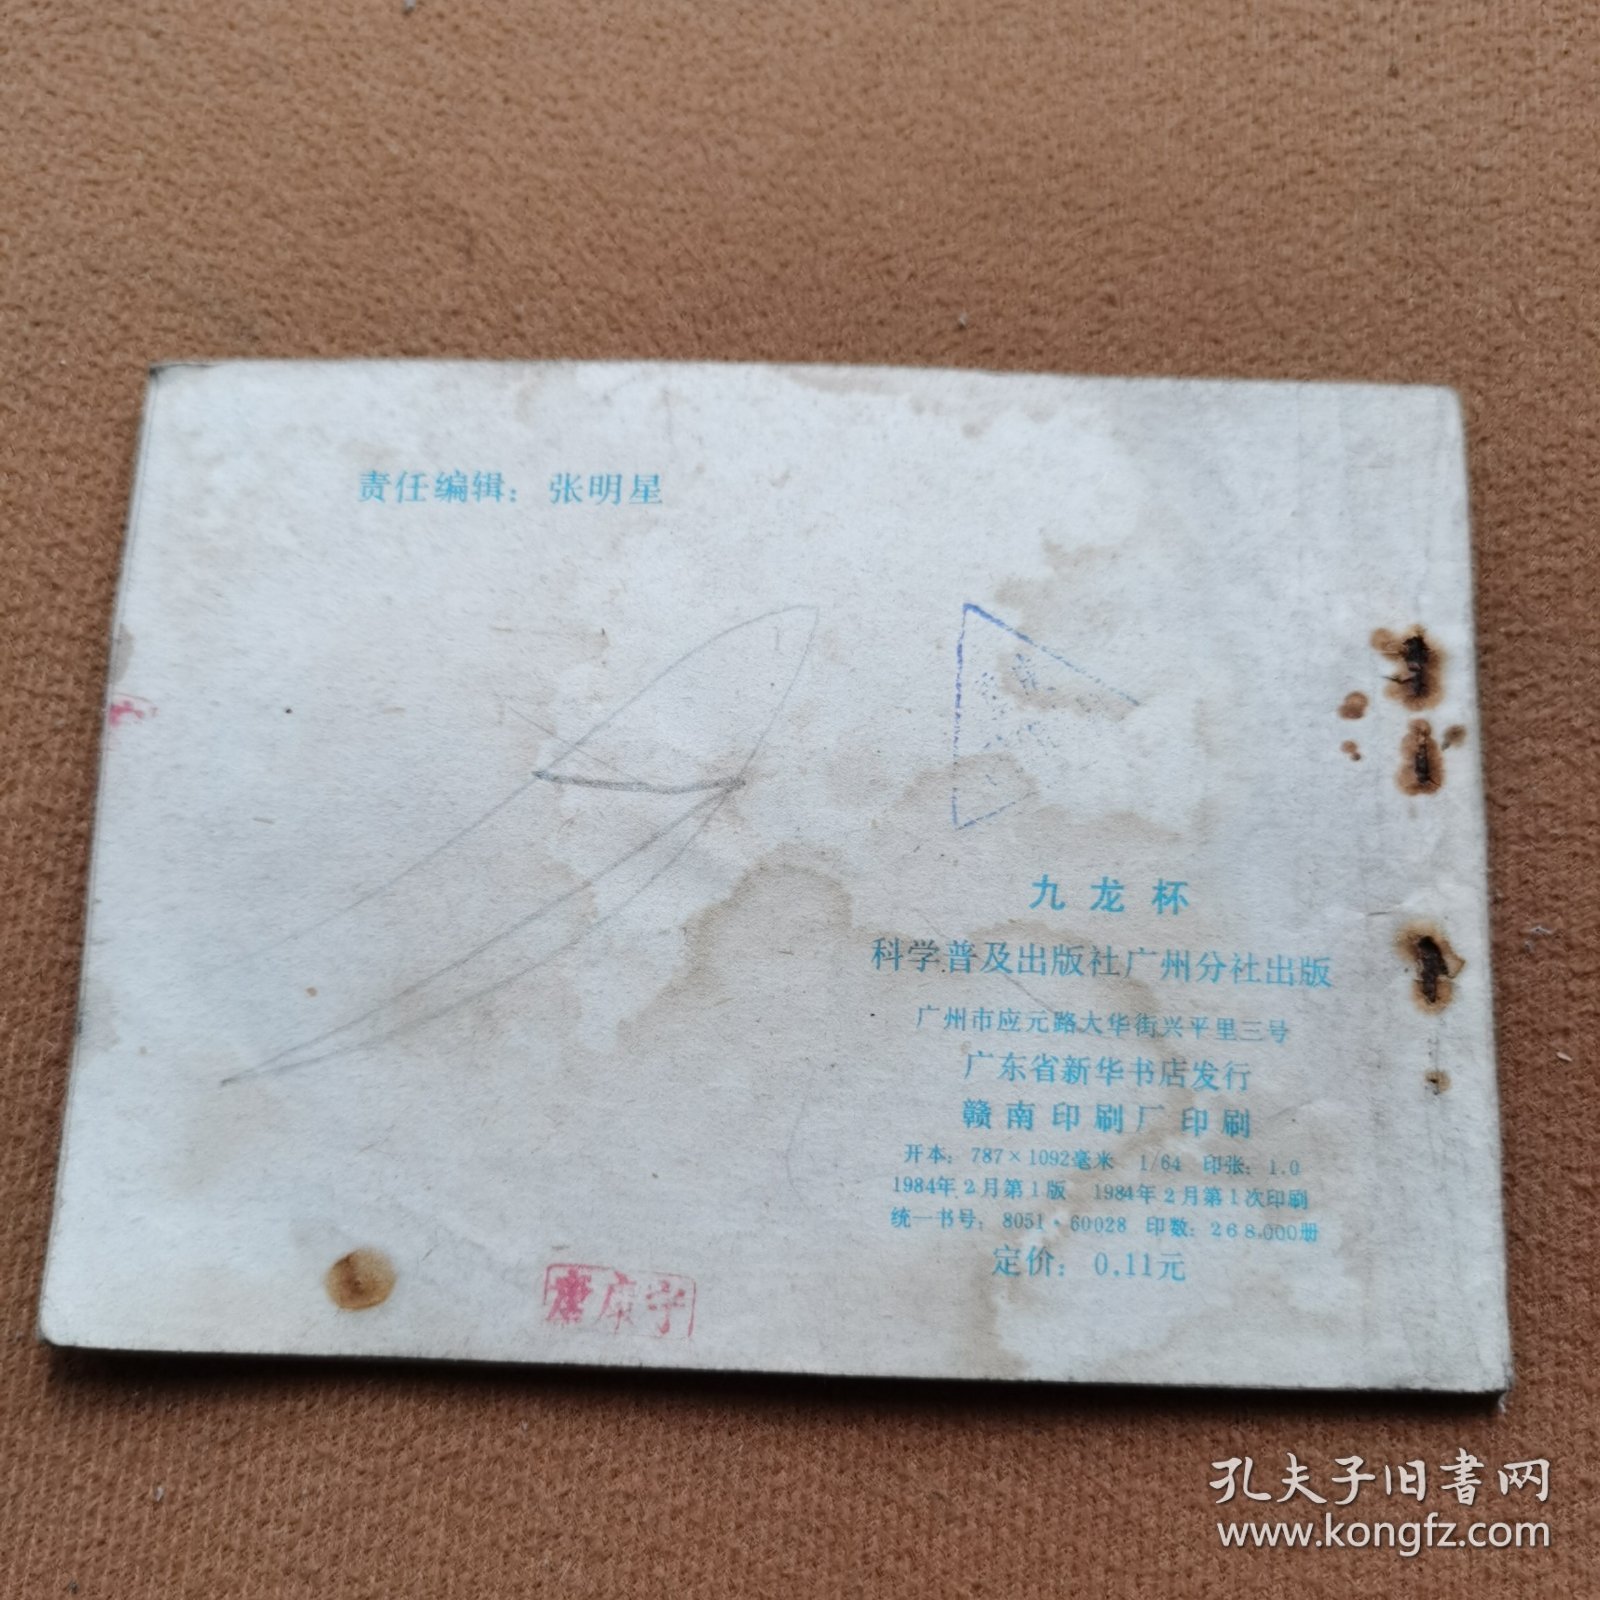 责任编辑：张明星
九龙杯
科学普及出版社广州分社出版
广州市应元路大华街兴平里三号
广东省新华书店发行
赣南印刷厂印刷
开本：787×1092毫米 1/64 印张：1.0
1984年2月第1版 1984年2月第1次印刷
统一书号：8051·60028 印数：268,000册
定价：0.11元
孔夫子旧书网
www.kongfz.com